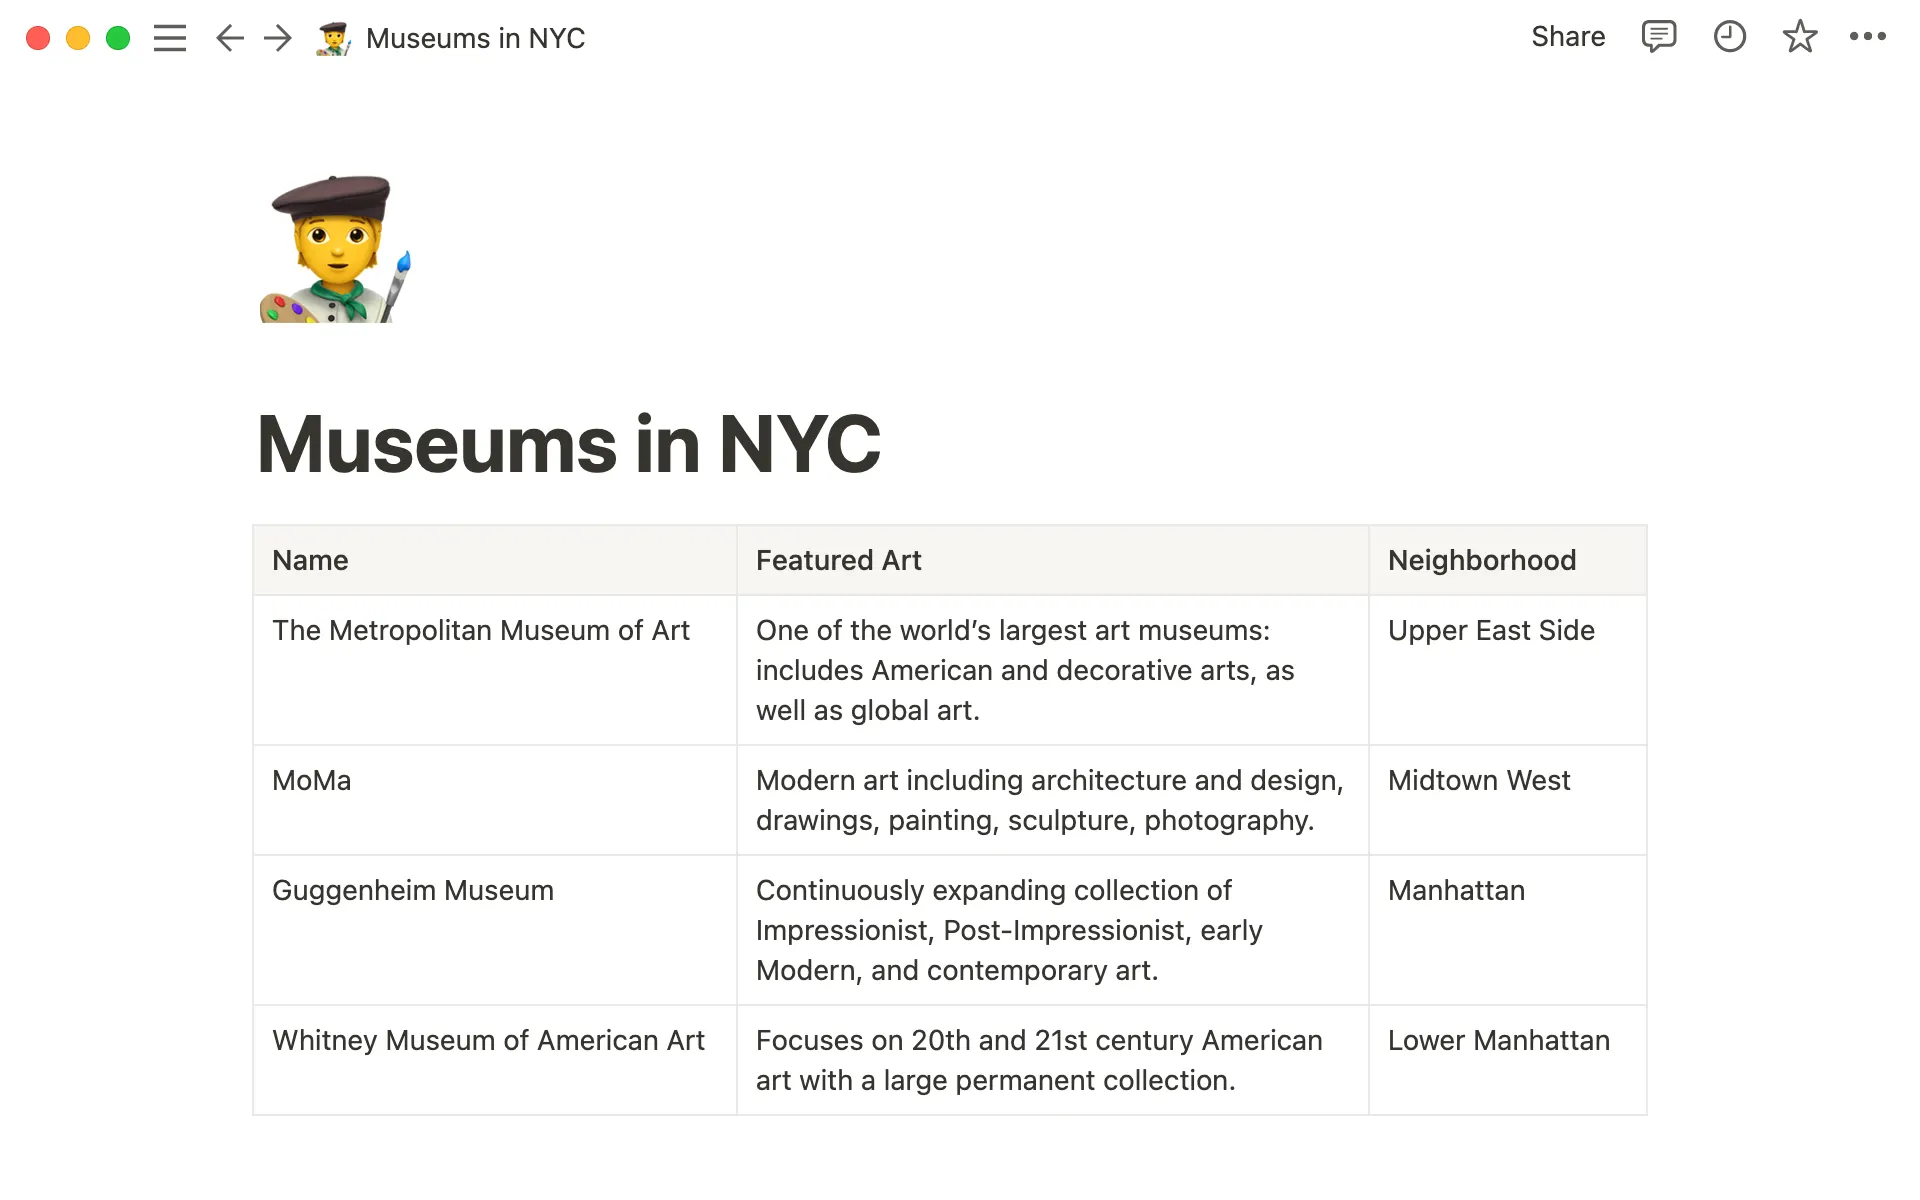 Museums in NYC
Share
Museums in NYC
Name
Featured Art
Neighborhood
The Metropolitan Museum of Art
One of the world’s largest art museums:
includes American and decorative arts, as
well as global art.
Upper East Side
MoMa
Modern art including architecture and design,
drawings, painting, sculpture, photography.
Midtown West
Guggenheim Museum
Continuously expanding collection of
Impressionist, Post-Impressionist, early
Modern, and contemporary art.
Manhattan
Whitney Museum of American Art
Focuses on 20th and 21st century American
art with a large permanent collection.
Lower Manhattan